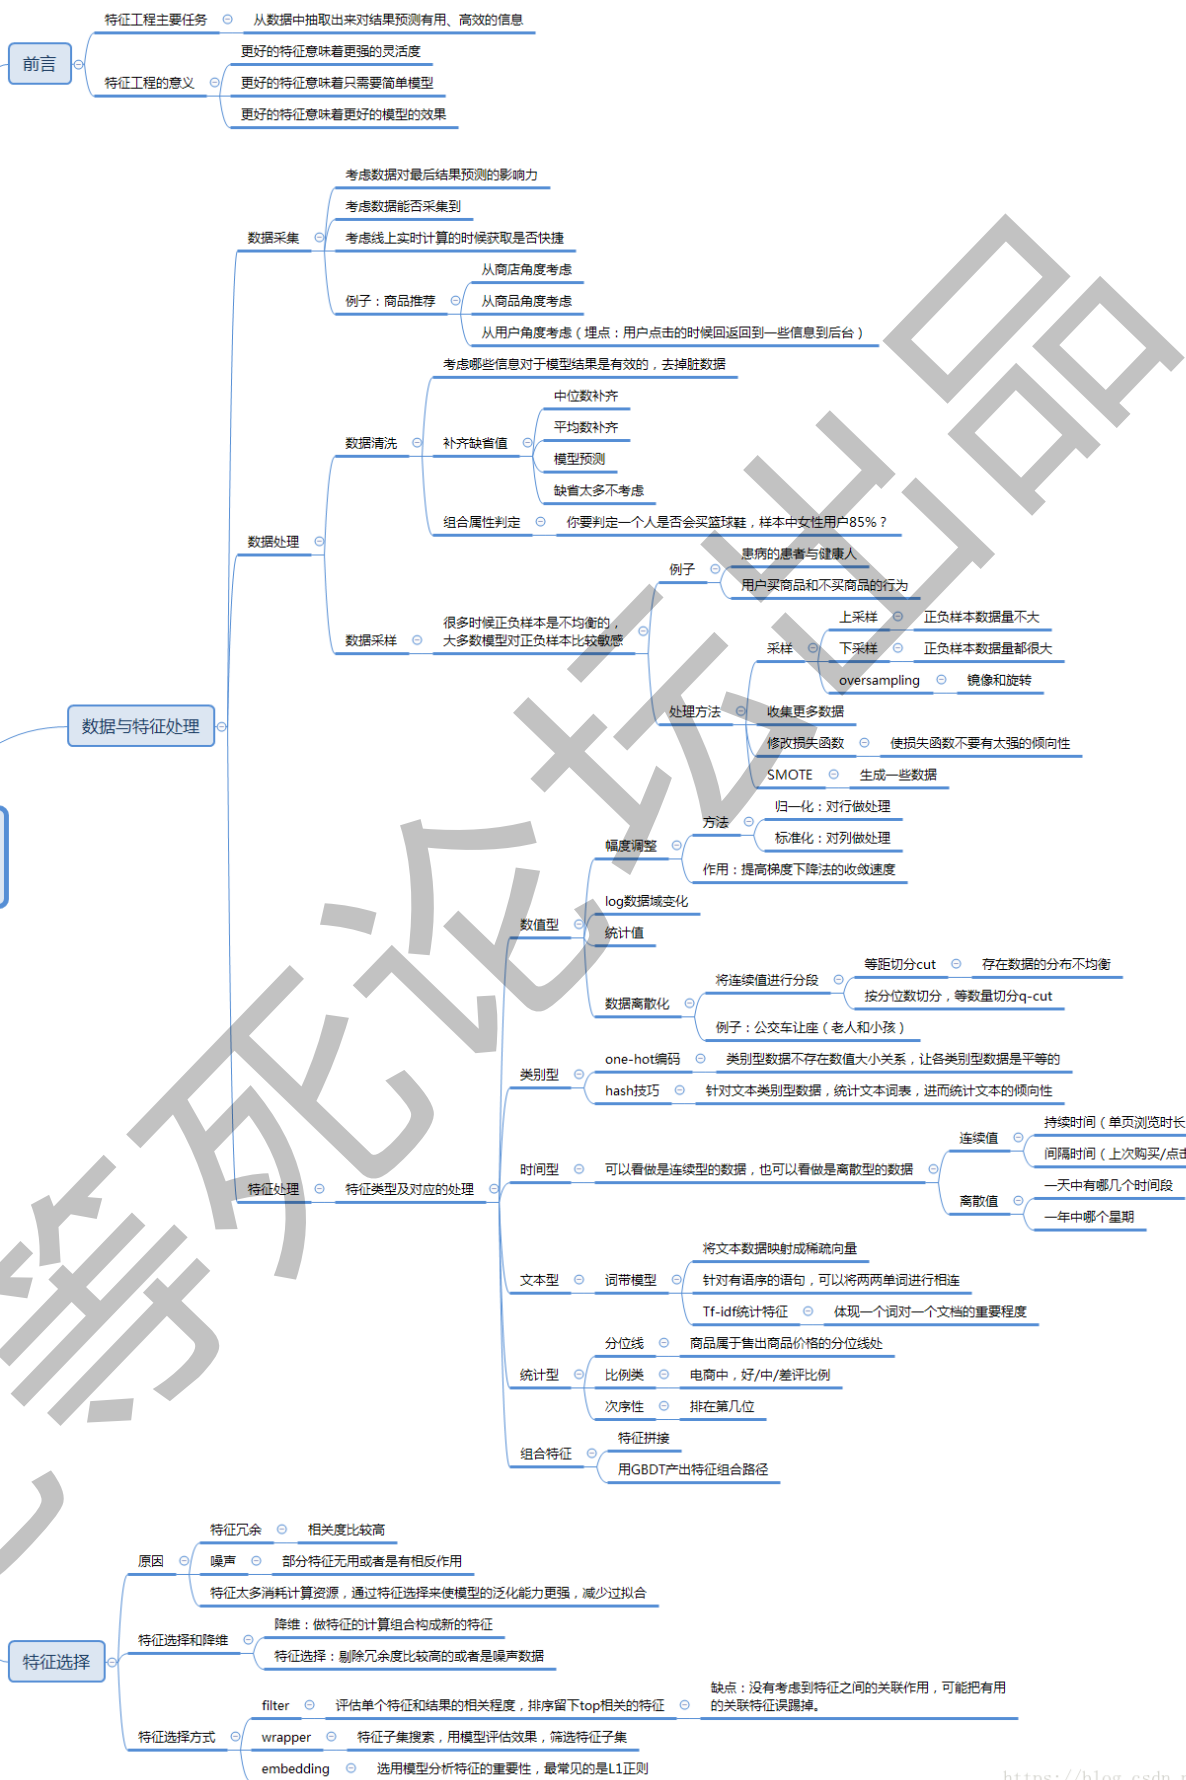 特征工程主要任务
从数据中抽取出来对结果预测有用、高效的信息
前言
特征工程的意义
更好的特征意味着更强的灵活度
更好的特征意味着只需要简单模型
更好的特征意味着更好的模型的效果
数据与特征处理
数据采集
考虑数据对最后结果预测的影响力
考虑数据能否采集到
考虑线上实时计算的时候获取是否快捷
例子：商品推荐
从商店角度考虑
从商品角度考虑
从用户角度考虑（埋点：用户点击的时候回返回到一些信息到后台）
数据处理
数据清洗
考虑哪些信息对于模型结果是有效的，去掉脏数据
补齐缺省值
中位数补齐
平均数补齐
模型预测
缺省太多不考虑
组合属性判定
你要判定一个人是否会买篮球鞋，样本中女性用户85%？
数据采样
很多时候正负样本是不均衡的，
大多数模型对正负样本比较敏感
例子
患病的患者与健康人
用户买商品和不买商品的行为
处理方法
采样
上采样
正负样本数据量不大
下采样
正负样本数据量都很大
oversampling
镜像和旋转
收集更多数据
修改损失函数
使损失函数不要有太强的倾向性
SMOTE
生成一些数据
特征处理
特征类型及对应的处理
数值型
幅度调整
方法
归一化：对行做处理
标准化：对列做处理
作用：提高梯度下降法的收敛速度
log数据域变化
统计值
数据离散化
将连续值进行分段
等距切分cut
存在数据的分布不均衡
按分位数切分，等数量切分q-cut
例子：公交车让座（老人和小孩）
类别型
one-hot编码
类别型数据不存在数值大小关系，让各类别型数据是平等的
hash技巧
针对文本类别型数据，统计文本词表，进而统计文本的倾向性
时间型
可以看做是连续型的数据，也可以看做是离散型的数据
连续值
持续时间（单页浏览时长
间隔时间（上次购买/点击
离散值
一天中有哪几个时间段
一年中哪个星期
文本型
词带模型
将文本数据映射成稀疏向量
针对有语序的语句，可以将两两单词进行相连
Tf-idf统计特征
体现一个词对一个文档的重要程度
统计型
分位线
商品属于售出商品价格的分位线处
比例类
电商中，好/中/差评比例
次序性
排在第几位
组合特征
特征拼接
用GBDT产出特征组合路径
特征选择
原因
特征冗余
相关度比较高
噪声
部分特征无用或者是有相反作用
特征太多消耗计算资源，通过特征选择来使模型的泛化能力更强，减少过拟合
特征选择和降维
降维：做特征的计算组合构成新的特征
特征选择：剔除冗余度比较高的或者是噪声数据
特征选择方式
filter
评估单个特征和结果的相关程度，排序留下top相关的特征
缺点：没有考虑到特征之间的关联作用，可能把有用
的关联特征误踢掉。
wrapper
特征子集搜索，用模型评估效果，筛选特征子集
embedding
选用模型分析特征的重要性，最常见的是L1正则
等死论坛出品
https://blog.csdn.n